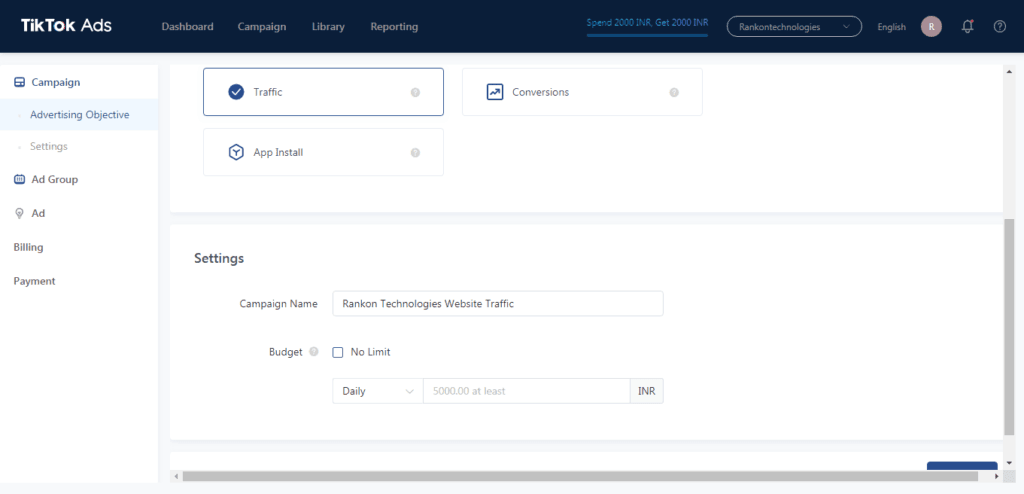 TikTok Ads Dashboard Campaign Library Reporting Spend 2000 INR, Get 2000 INR Rankontechnologies English R
Campaign
Advertising Objective
Settings
Ad Group
Ad
Billing
Payment
Traffic Conversions
App Install
Settings
Campaign Name Rankon Technologies Website Traffic
Budget No Limit
Daily 5000.00 at least INR